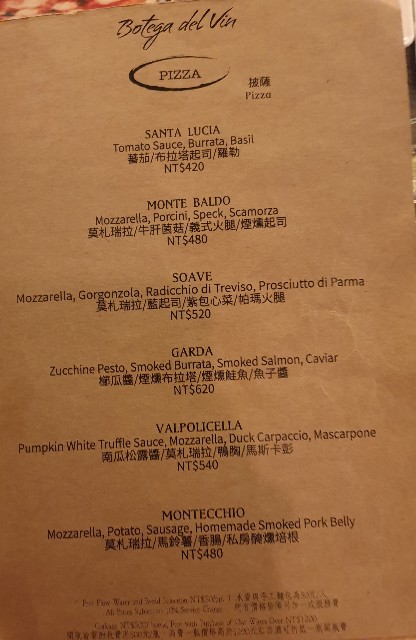 Botega del Vin
PIZZA
披薩
Pizza
SANTA LUCIA
Tomato Sauce, Burrata, Basil
蕃茄/布拉塔起司/羅勒
NT$420
MONTE BALDO
Mozzarella, Porcini, Speck, Scamorza
莫札瑞拉/牛肝菌菇/義式火腿/煙燻起司
NT$480
SOAVE
Mozzarella, Gorgonzola, Radicchio di Treviso, Prosciutto di Parma
莫札瑞拉/藍起司/紫包心菜/帕瑪火腿
NT$520
GARDA
Zucchine Pesto, Smoked Burrata, Smoked Salmon, Caviar
櫛瓜醬/煙燻布拉塔/煙燻鮭魚/魚子醬
NT$620
VALPOLICELLA
Pumpkin White Truffle Sauce, Mozzarella, Duck Carpaccio, Mascarpone
南瓜松露醬/莫札瑞拉/鴨胸/馬斯卡彭
NT$540
MONTECCHIO
Mozzarella, Potato, Sausage, Homemade Smoked Pork Belly
莫札瑞拉/馬鈴薯/香腸/私房醃燻培根
NT$480